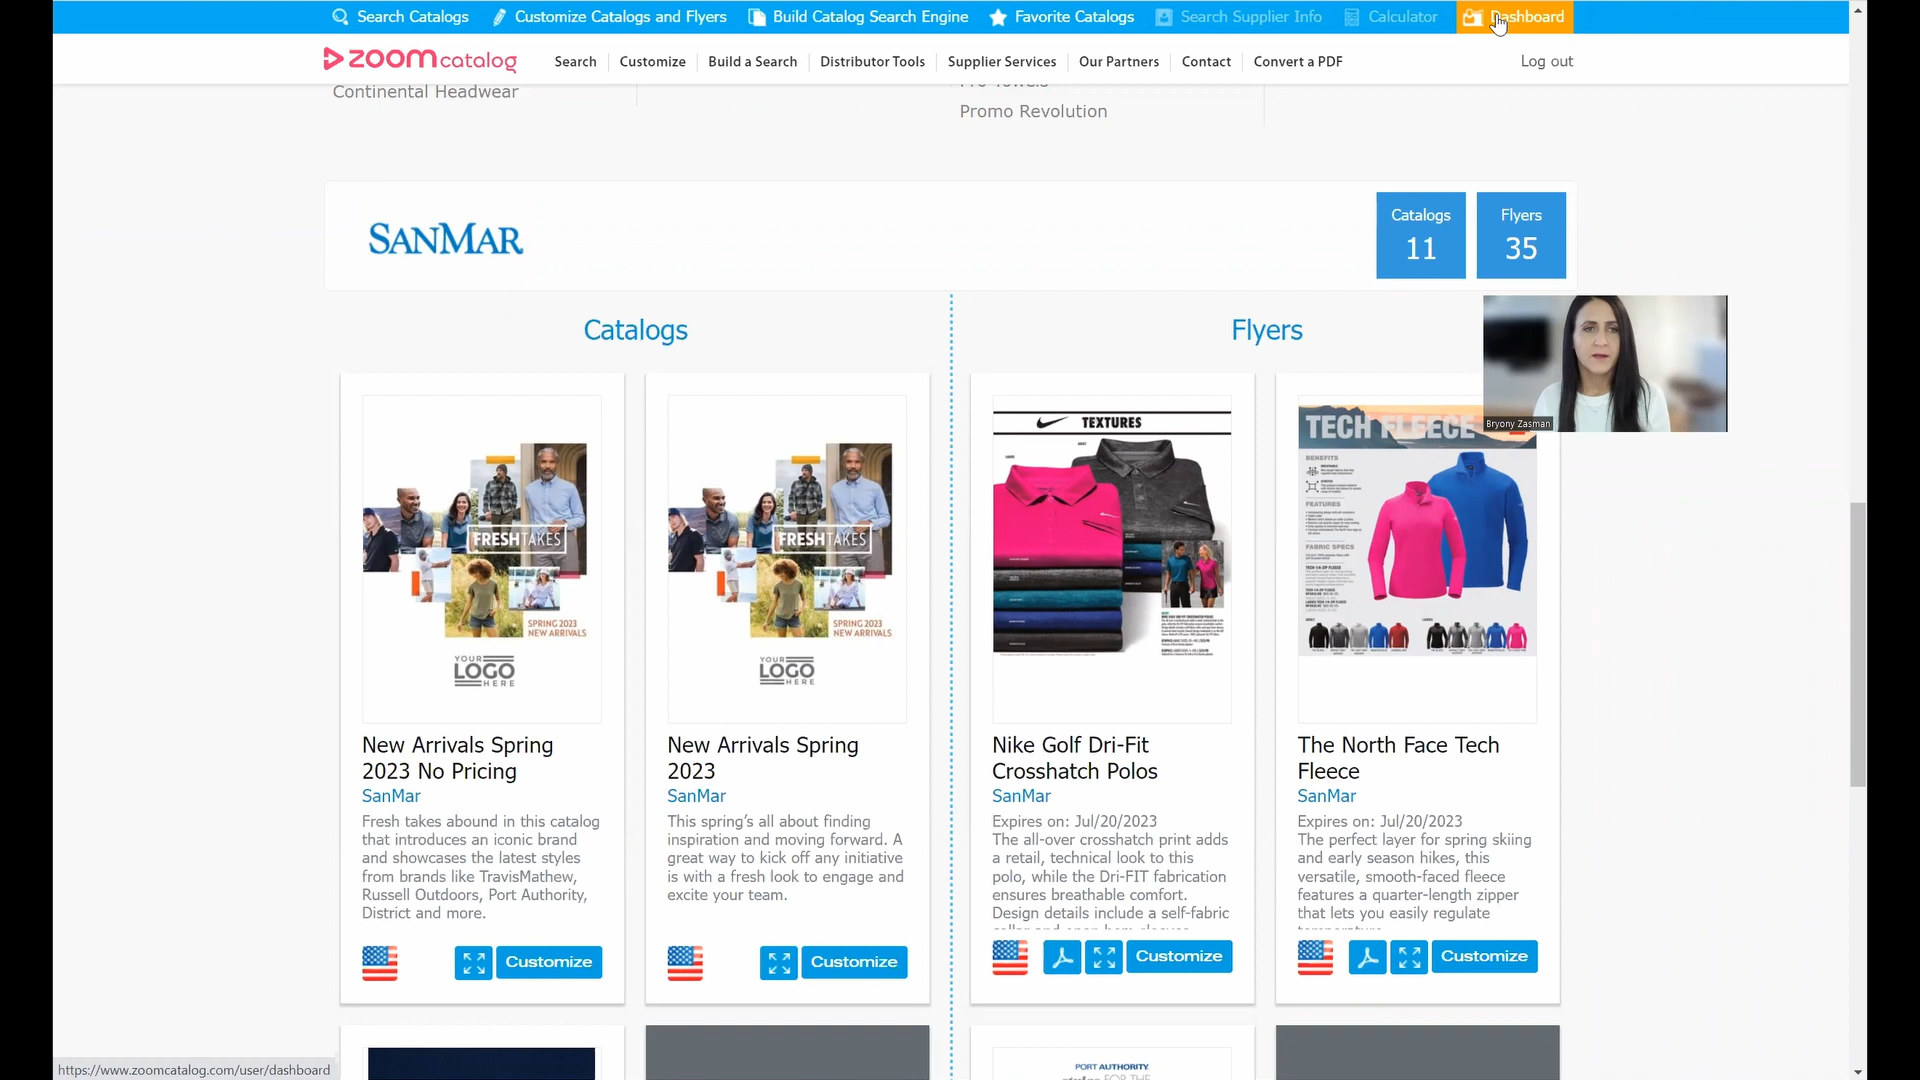 Search Catalogs
Customize Catalogs and Flyers
Build Catalog Search Engine
Favorite Catalogs
Search Supplier Info
Calculator
Dashboard
zoomcatalog
Search
Customize
Build a Search
Distributor Tools
Supplier Services
Our Partners
Contact
Convert a PDF
Log out
Continental Headwear
Promo Revolution
SANMAR
Catalogs
11
Flyers
35
Catalogs
Flyers
Bryony Zasman
FRESHTAKES
SPRING 2023
NEW ARRIVALS
YOUR
LOGO
HERE
New Arrivals Spring
2023 No Pricing
SanMar
Fresh takes abound in this catalog
that introduces an iconic brand
and showcases the latest styles
from brands like TravisMathew,
Russell Outdoors, Port Authority,
District and more.
Customize
FRESHTAKES
SPRING 2023
NEW ARRIVALS
YOUR
LOGO
HERE
New Arrivals Spring
2023
SanMar
This spring’s all about finding
inspiration and moving forward. A
great way to kick off any initiative
is with a fresh look to engage and
excite your team.
Customize
TEXTURES
Nike Golf Dri-Fit
Crosshatch Polos
SanMar
Expires on: Jul/20/2023
The all-over crosshatch print adds
a retail, technical look to this
polo, while the Dri-FIT fabrication
ensures breathable comfort.
Design details include a self-fabric
Customize
TECH FLEECE
BENEFITS
FEATURES
FABRIC SPECS
The North Face Tech
Fleece
SanMar
Expires on: Jul/20/2023
The perfect layer for spring skiing
and early season hikes, this
versatile, smooth-faced fleece
features a quarter-length zipper
that lets you easily regulate
Customize
PORT AUTHORITY
FOR THE
https://www.zoomcatalog.com/user/dashboard